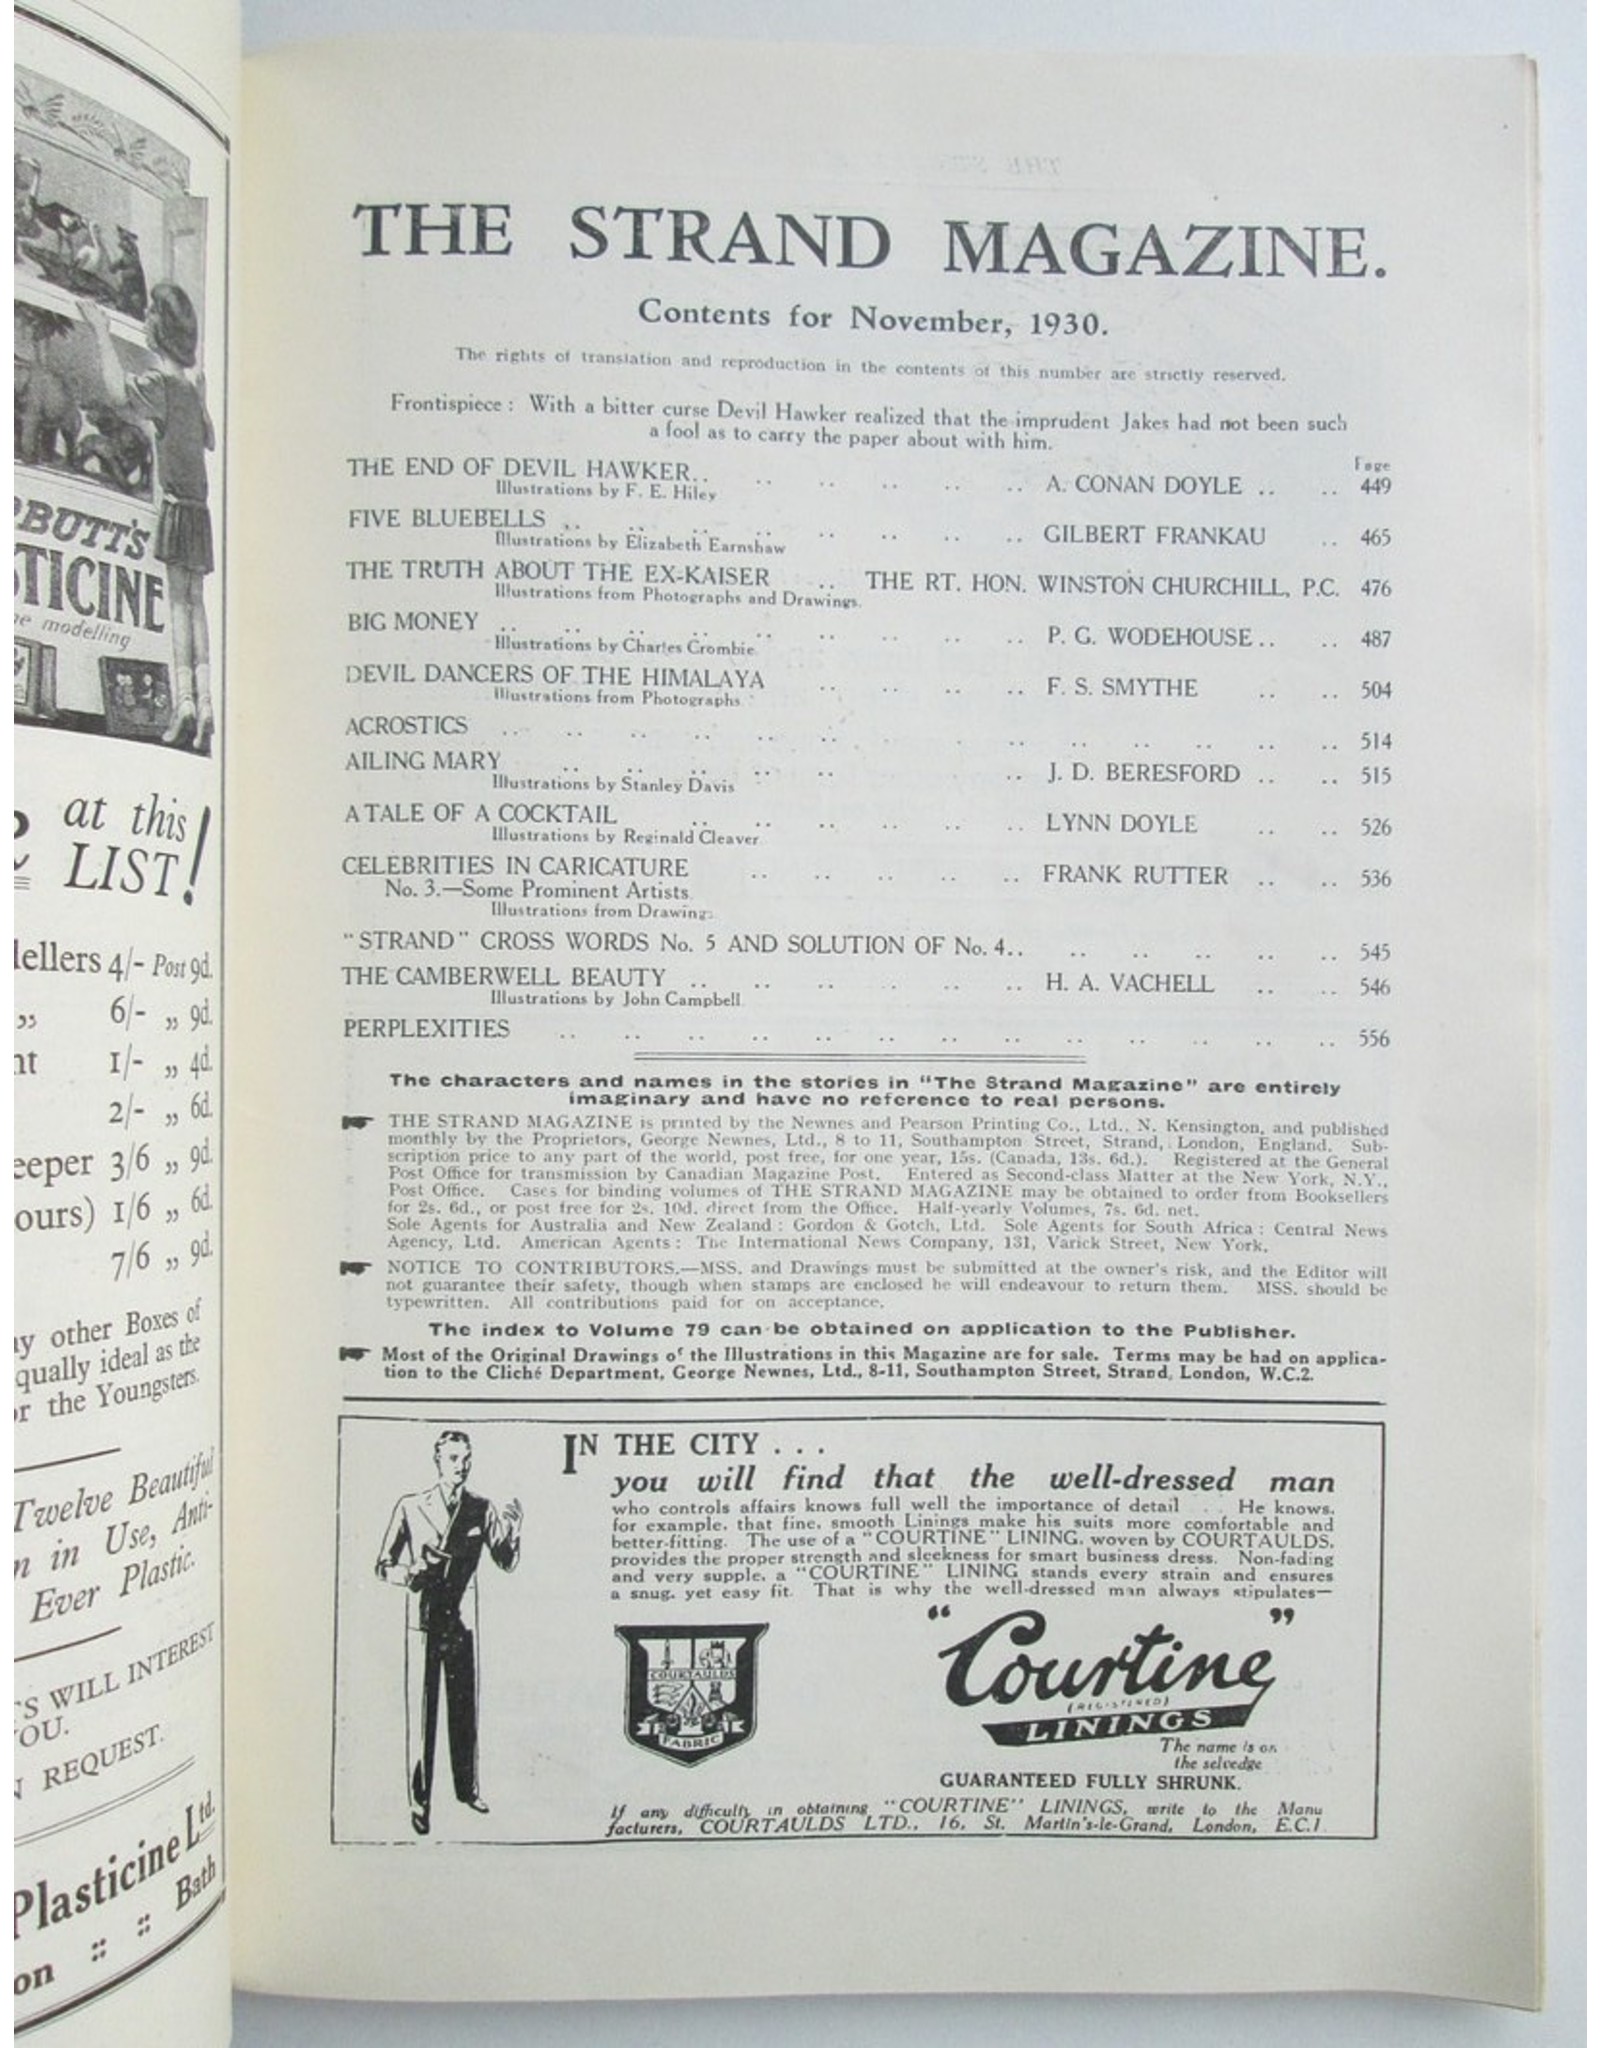 BUTT'S
TICINE
modelling
at this
LIST!
4/- Post 9d.
6/- „ 9d.
1/- „ 4d.
2/- „ 6d.
3/6 „ 9d.
1/6 „ 6d.
7/6 „ 9d.
other Boxes of
ideal as the
the Youngsters.
Twelve Beautiful
in Use, Anti-
Ever Plastic.
WILL INTEREST
REQUEST.
Plasticine Ltd.
Bath
THE STRAND MAGAZINE.
Contents for November, 1930.
The rights of translation and reproduction in the contents of this number are strictly reserved.
Frontispiece : With a bitter curse Devil Hawker realized that the imprudent Jakes had not been such
a fool as to carry the paper about with him.
Page
THE END OF DEVIL HAWKER.. .. .. .. .. .. A. CONAN DOYLE .. .. 449
Illustrations by F. E. Hiley
FIVE BLUEBELLS .. .. .. .. .. .. .. .. GILBERT FRANKAU .. 465
Illustrations by Elizabeth Earnshaw
THE TRUTH ABOUT THE EX-KAISER .. THE RT. HON. WINSTON CHURCHILL, P.C. 476
Illustrations from Photographs and Drawings.
BIG MONEY .. .. .. .. .. .. .. .. .. P. G. WODEHOUSE.. .. 487
Illustrations by Charles Crombie
DEVIL DANCERS OF THE HIMALAYA .. .. .. .. F. S. SMYTHE .. .. 504
Illustrations from Photographs
ACROSTICS .. .. .. .. .. .. .. .. .. .. .. .. 514
AILING MARY .. .. .. .. .. .. J. D. BERESFORD .. .. 515
Illustrations by Stanley Davis
A TALE OF A COCKTAIL .. .. .. .. .. .. LYNN DOYLE .. .. 526
Illustrations by Reginald Cleaver
CELEBRITIES IN CARICATURE .. .. .. .. .. FRANK RUTTER .. .. 536
No. 3.—Some Prominent Artists.
Illustrations from Drawings
"STRAND" CROSS WORDS No. 5 AND SOLUTION OF No. 4.. .. .. .. .. .. 545
THE CAMBERWELL BEAUTY .. .. .. .. .. .. H. A. VACHELL .. .. 546
Illustrations by John Campbell
PERPLEXITIES .. .. .. .. .. .. .. .. .. .. .. .. .. 556
The characters and names in the stories in "The Strand Magazine" are entirely
imaginary and have no reference to real persons.
THE STRAND MAGAZINE is printed by the Newnes and Pearson Printing Co., Ltd., N. Kensington, and published
monthly by the Proprietors, George Newnes, Ltd., 8 to 11, Southampton Street, Strand, London, England. Sub-
scription price to any part of the world, post free, for one year, 15s. (Canada, 13s. 6d.). Registered at the General
Post Office for transmission by Canadian Magazine Post. Entered as Second-class Matter at the New York, N.Y.,
Post Office. Cases for binding volumes of THE STRAND MAGAZINE may be obtained to order from Booksellers
for 2s. 6d., or post free for 2s. 10d. direct from the Office. Half-yearly Volumes, 7s. 6d. net.
Sole Agents for Australia and New Zealand : Gordon & Gotch, Ltd. Sole Agents for South Africa : Central News
Agency, Ltd. American Agents : The International News Company, 131, Varick Street, New York.
NOTICE TO CONTRIBUTORS.—MSS. and Drawings must be submitted at the owner's risk, and the Editor will
not guarantee their safety, though when stamps are enclosed he will endeavour to return them. MSS. should be
typewritten. All contributions paid for on acceptance.
The index to Volume 79 can be obtained on application to the Publisher.
Most of the Original Drawings of the Illustrations in this Magazine are for sale. Terms may be had on applica-
tion to the Cliché Department, George Newnes, Ltd., 8-11, Southampton Street, Strand, London, W.C.2.
IN THE CITY . . .
you will find that the well-dressed man
who controls affairs knows full well the importance of detail . . He knows,
for example, that fine, smooth Linings make his suits more comfortable and
better-fitting. The use of a "COURTINE" LINING, woven by COURTAULDS,
provides the proper strength and sleekness for smart business dress. Non-fading
and very supple, a "COURTINE" LINING stands every strain and ensures
a snug, yet easy fit. That is why the well-dressed man always stipulates—
COURTAULDS
FABRIC
"Courtine"
(REGISTERED)
LININGS
The name is on
the selvedge
GUARANTEED FULLY SHRUNK.
If any difficulty in obtaining "COURTINE" LININGS, write to the Manu
facturers, COURTAULDS LTD., 16, St. Martin's-le-Grand, London, E.C.1